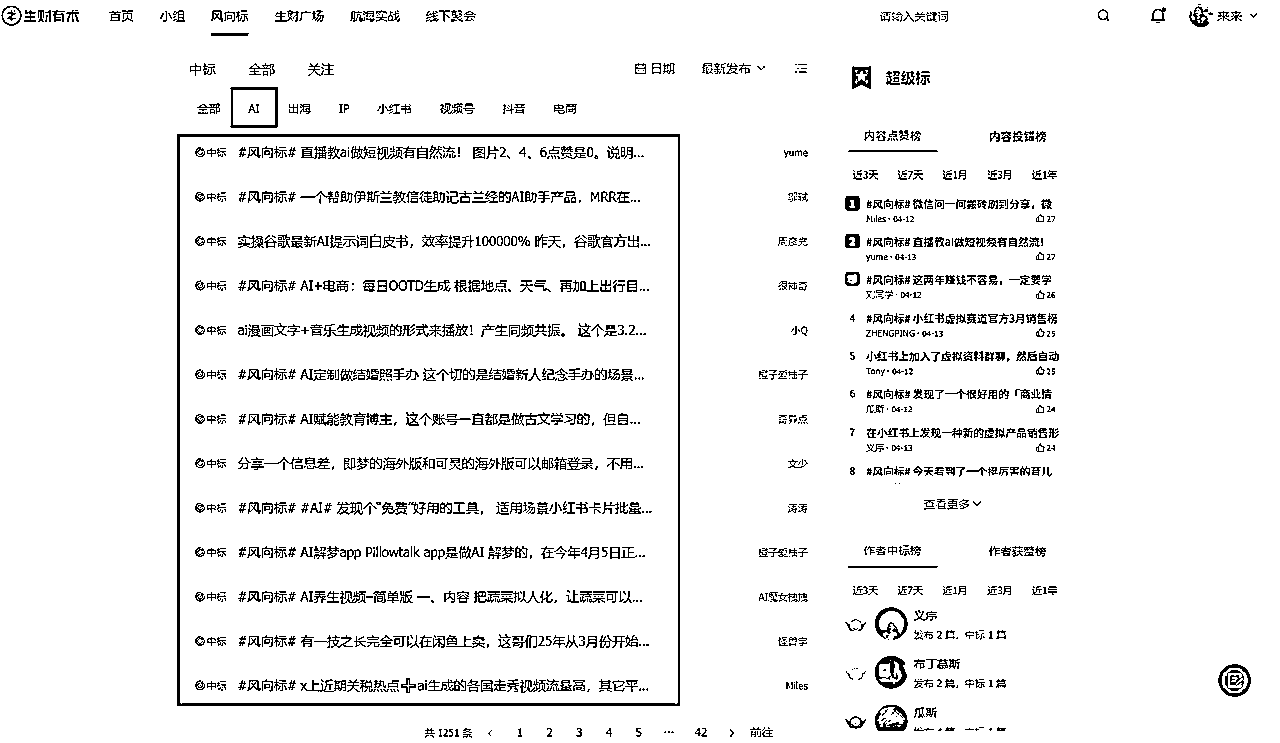 生财有术 首页 小组 风向标 生财广场 航海实战 线下聚会 请输入关键词 来来
中标 全部 关注 日期 最新发布
全部 AI 出海 IP 小红书 视频号 抖音 电商
中标 #风向标# 直播教ai做短视频有自然流！ 图片2、4、6点赞是0。说明... yume
中标 #风向标# 一个帮助伊斯兰教信徒助记古兰经的AI助手产品，MRR在...
中标 实操谷歌最新AI提示词白皮书，效率提升100000% 昨天，谷歌官方出... 周彦充
中标 #风向标# AI+电商：每日OOTD生成 根据地点、天气、再加上出行目... 很神奇
中标 ai漫画文字+音乐生成视频的形式来播放！产生同频共振。 这个是3.2... 小Q
中标 #风向标# AI定制做结婚照手办 这个切的是结婚新人纪念手办的场景... 橙子爱柚子
中标 #风向标# AI赋能教育博主，这个账号一直都是做古文学习的，但自... 奇异点
中标 分享一个信息差，即梦的海外版和可灵的海外版可以邮箱登录，不用... 文少
中标 #风向标# #AI# 发现个“免费”好用的工具， 适用场景小红书卡片批量... 涛涛
中标 #风向标# AI解梦app Pillowtalk app是做AI 解梦的，在今年4月5日正... 橙子爱柚子
中标 #风向标# AI养生视频-简单版 一、内容 把蔬菜拟人化，让蔬菜可以...
中标 #风向标# 有一技之长完全可以在闲鱼上卖，这哥们25年从3月份开始... 怪兽宇
中标 #风向标# x上近期关税热点➕ai生成的各国走秀视频流量高，其它平... Miles
共 1251 条 1 2 3 4 5 ... 42 前往
超级标
内容点赞榜 内容投锚榜
近3天 近7天 近1月 近3月 近1年
1 #风向标# 微信问一问搬砖刷到分享，微
Miles · 04-12 27
2 #风向标# 直播教ai做短视频有自然流！
yume · 04-13 27
#风向标# 这两年赚钱不容易，一定要学
04-12 26
4 #风向标# 小红书虚拟赛道官方3月销售榜
ZHENGPING · 04-13 25
5 小红书上加入了虚拟资料群聊，然后自动
Tony · 04-12 25
6 #风向标# 发现了一个很好用的「商业情
瓜斯 · 04-12 24
7 在小红书上发现一种新的虚拟产品销售形
义序 · 04-13 24
8 #风向标# 今天看到了一个挺厉害的育儿
查看更多
作者中标榜 作者获赞榜
近3天 近7天 近1月 近3月 近1年
义序
发布 2 篇，中标 1 篇
布丁慕斯
发布 2 篇，中标 1 篇
瓜斯